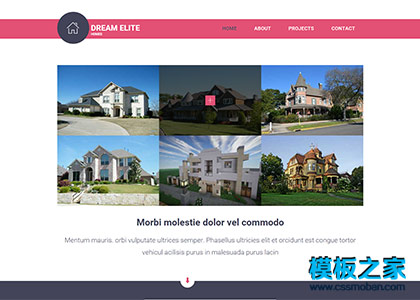 DREAM ELITE
HOMES
HOME ABOUT PROJECTS CONTACT
Morbi molestie dolor vel commodo
Mentum mauris. orbi vulputate ultrices semper. Phasellus ultricies elit et orcidunt est congue tortor
vehicul acilisis purus in malesuada purus lacin
模板之家
www.cssmoban.com